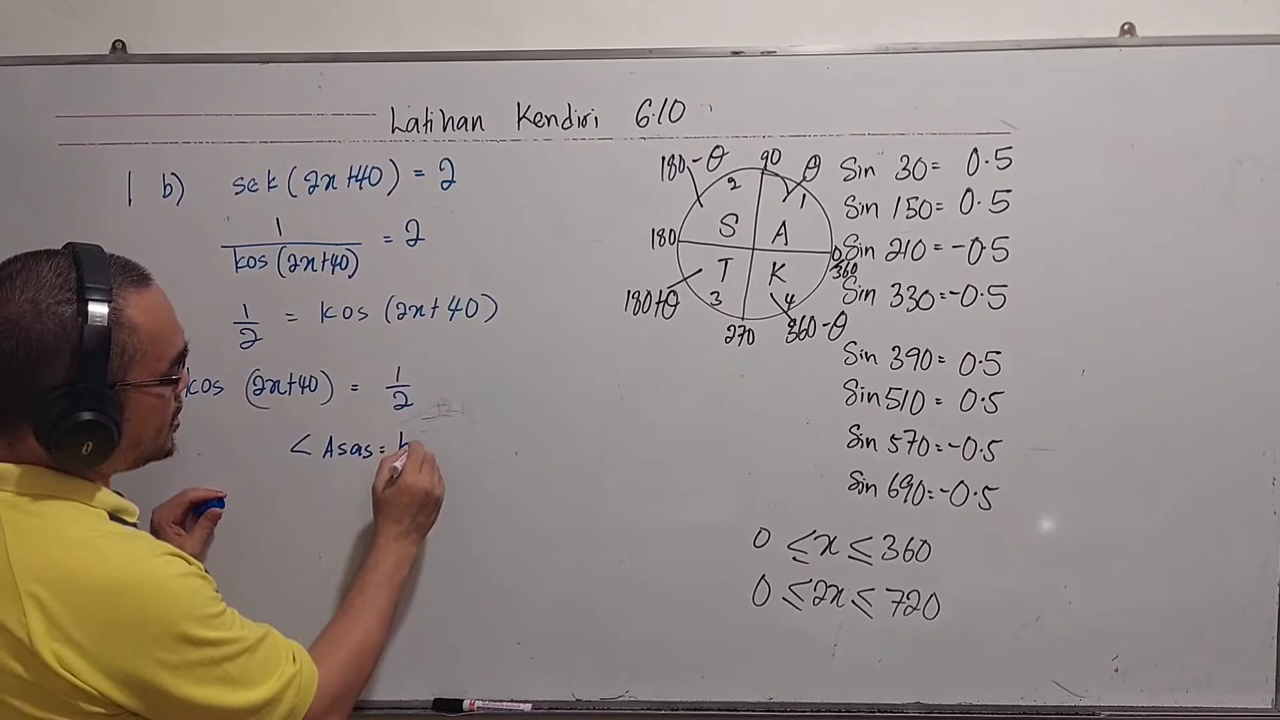 Latihan Kendiri 6.10
1 b) sek (2x+40) = 2
1
kos (2x+40) = 2
1/2 = kos (2x+40)
kos (2x+40) = 1/2
< Asas =
180-θ 90 θ
2 1
S A
180 0
360
T K
3 4
180+θ 270 360-θ
Sin 30 = 0.5
Sin 150 = 0.5
Sin 210 = -0.5
Sin 330 = -0.5
Sin 390 = 0.5
Sin 510 = 0.5
Sin 570 = -0.5
Sin 690 = -0.5
0 ≤ x ≤ 360
0 ≤ 2x ≤ 720